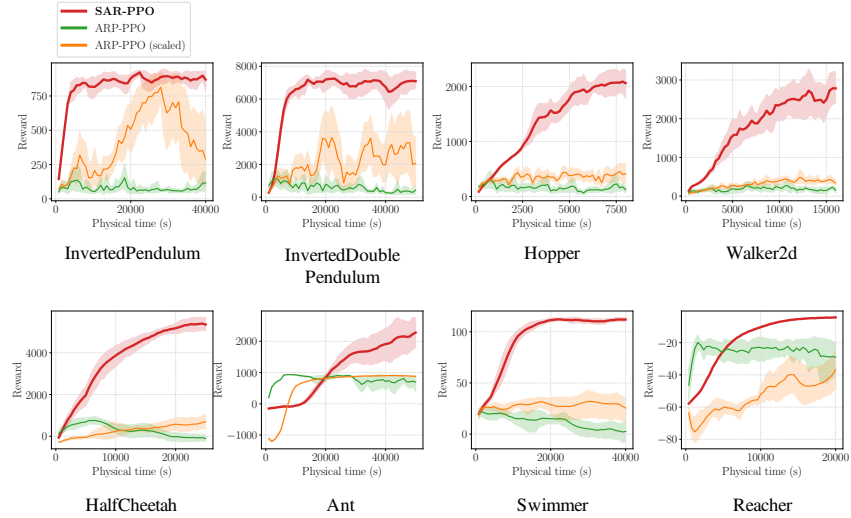 SAR-PPO
ARP-PPO
ARP-PPO (scaled)
Reward
750
500
250
0
0
20000
40000
Physical time (s)
InvertedPendulum
Reward
8000
6000
4000
2000
0
0
20000
40000
Physical time (s)
InvertedDouble
Pendulum
Reward
2000
1000
0
0
2500
5000
7500
Physical time (s)
Hopper
Reward
3000
2000
1000
0
0
5000
10000
15000
Physical time (s)
Walker2d
Reward
4000
2000
0
0
10000
20000
Physical time (s)
HalfCheetah
Reward
2000
1000
0
−1000
0
20000
40000
Physical time (s)
Ant
Reward
100
50
0
0
20000
40000
Physical time (s)
Swimmer
Reward
−20
−40
−60
−80
0
10000
20000
Physical time (s)
Reacher